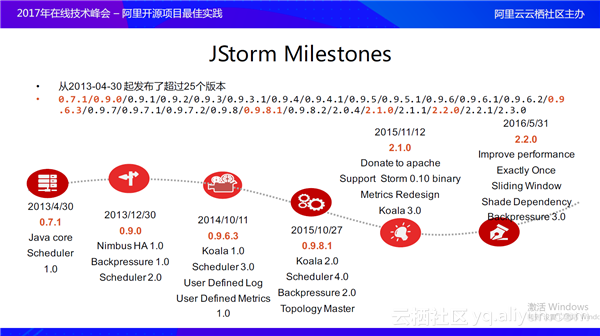 2017年在线技术峰会 – 阿里开源项目最佳实践
阿里云云栖社区主办
JStorm Milestones
从2013-04-30 起发布了超过25个版本
0.7.1/0.9.0/0.9.1/0.9.2/0.9.3/0.9.3.1/0.9.4/0.9.4.1/0.9.5/0.9.5.1/0.9.6/0.9.6.1/0.9.6.2/0.9
.6.3/0.9.7/0.9.7.1/0.9.7.2/0.9.8/0.9.8.1/0.9.8.2/2.0.4/2.1.0/2.1.1/2.2.0/2.2.1/2.3.0
2013/4/30
0.7.1
Java core
Scheduler
1.0
2013/12/30
0.9.0
Nimbus HA 1.0
Backpressure 1.0
Scheduler 2.0
2014/10/11
0.9.6.3
Koala 1.0
Scheduler 3.0
User Defined Log
User Defined Metrics
1.0
2015/10/27
0.9.8.1
Koala 2.0
Scheduler 4.0
Backpressure 2.0
Topology Master
2015/11/12
2.1.0
Donate to apache
Support Storm 0.10 binary
Metrics Redesign
Koala 3.0
2016/5/31
2.2.0
Improve performance
Exactly Once
Sliding Window
Shade Dependency
Backpressure 3.0
激活 Windows
云栖社区 yq.aliyun.com